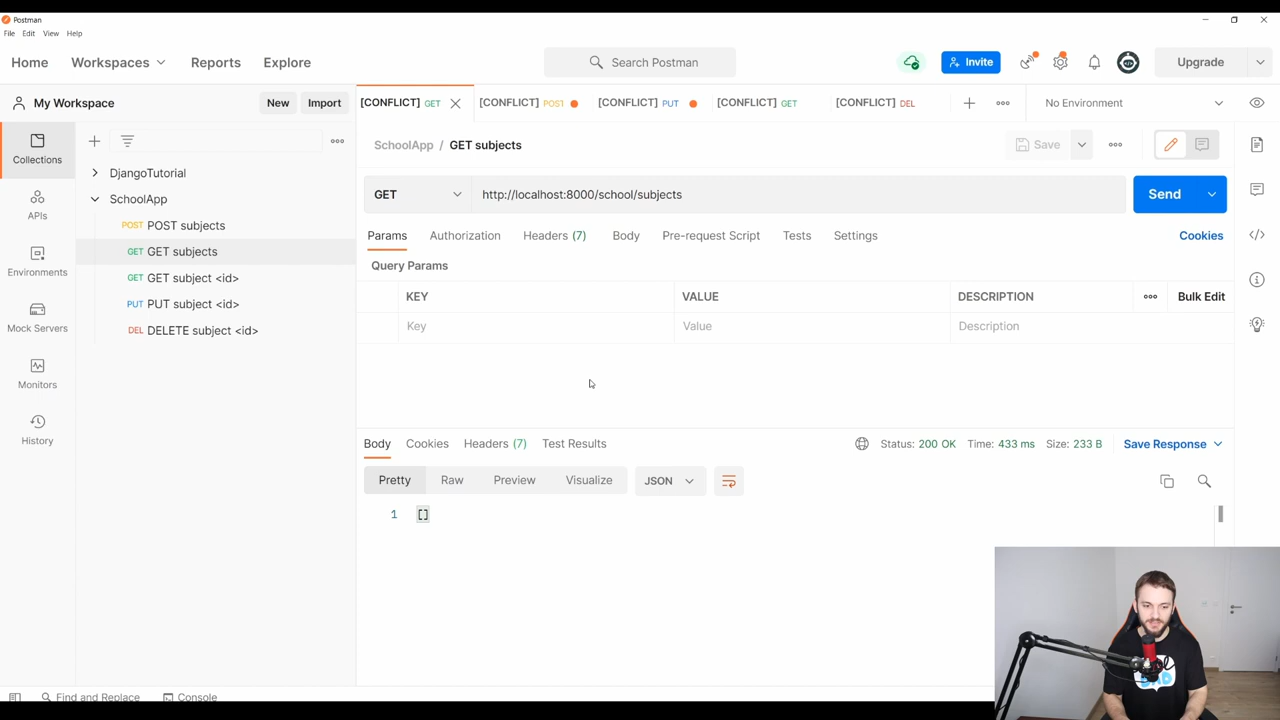 Postman
File Edit View Help
Home Workspaces Reports Explore
Search Postman
Invite
Upgrade
My Workspace
New Import
[CONFLICT] GET
[CONFLICT] POST
[CONFLICT] PUT
[CONFLICT] GET
[CONFLICT] DEL
No Environment
Collections
APIs
Environments
Mock Servers
Monitors
History
DjangoTutorial
SchoolApp
POST POST subjects
GET GET subjects
GET GET subject <id>
PUT PUT subject <id>
DEL DELETE subject <id>
SchoolApp / GET subjects
Save
GET http://localhost:8000/school/subjects
Send
Params Authorization Headers (7) Body Pre-request Script Tests Settings Cookies
Query Params
KEY VALUE DESCRIPTION Bulk Edit
Key Value Description
Body Cookies Headers (7) Test Results
Status: 200 OK Time: 433 ms Size: 233 B Save Response
Pretty Raw Preview Visualize JSON
1 []
Find and Replace Console